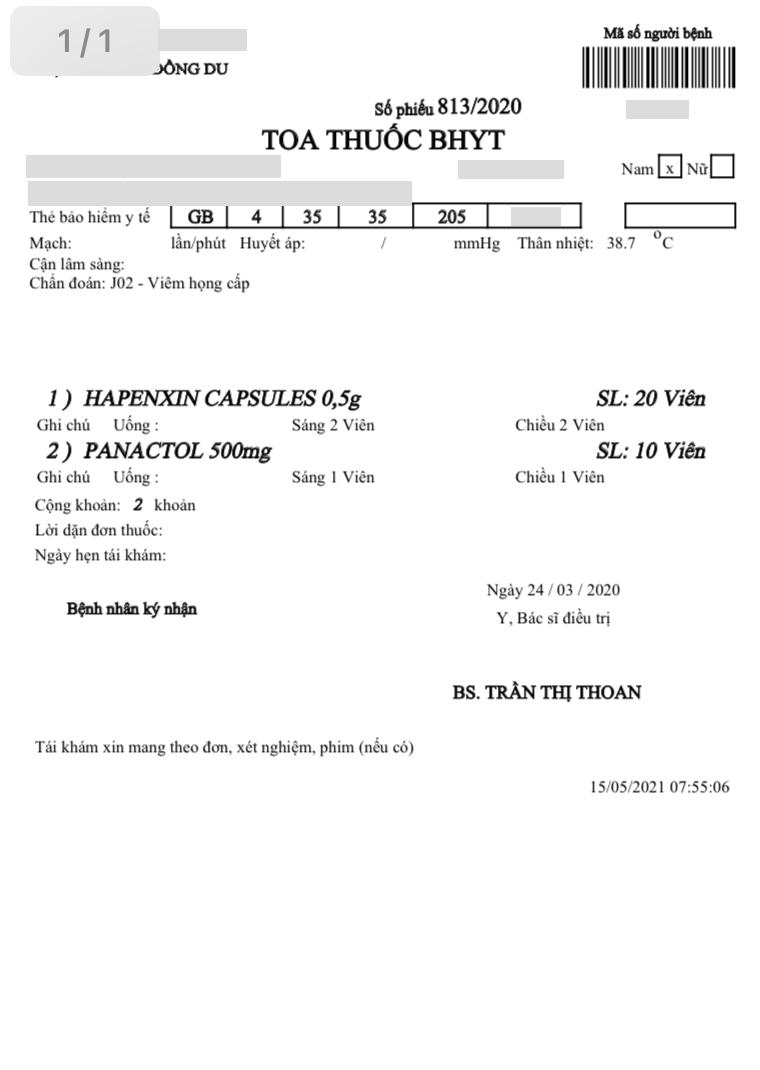 1/1
Mã số người bệnh
ĐÔNG DU
Số phiếu 813/2020
TOA THUỐC BHYT
Nam x Nữ
Thẻ bảo hiểm y tế GB 4 35 35 205
Mạch: lần/phút Huyết áp: / mmHg Thân nhiệt: 38.7 °C
Cận lâm sàng:
Chẩn đoán: J02 - Viêm họng cấp
1 ) HAPENXIN CAPSULES 0,5g SL: 20 Viên
Ghi chú Uống : Sáng 2 Viên Chiều 2 Viên
2 ) PANACTOL 500mg SL: 10 Viên
Ghi chú Uống : Sáng 1 Viên Chiều 1 Viên
Cộng khoản: 2 khoản
Lời dặn đơn thuốc:
Ngày hẹn tái khám:
Ngày 24 / 03 / 2020
Bệnh nhân ký nhận
Y, Bác sĩ điều trị
BS. TRẦN THỊ THOAN
Tái khám xin mang theo đơn, xét nghiệm, phim (nếu có)
15/05/2021 07:55:06